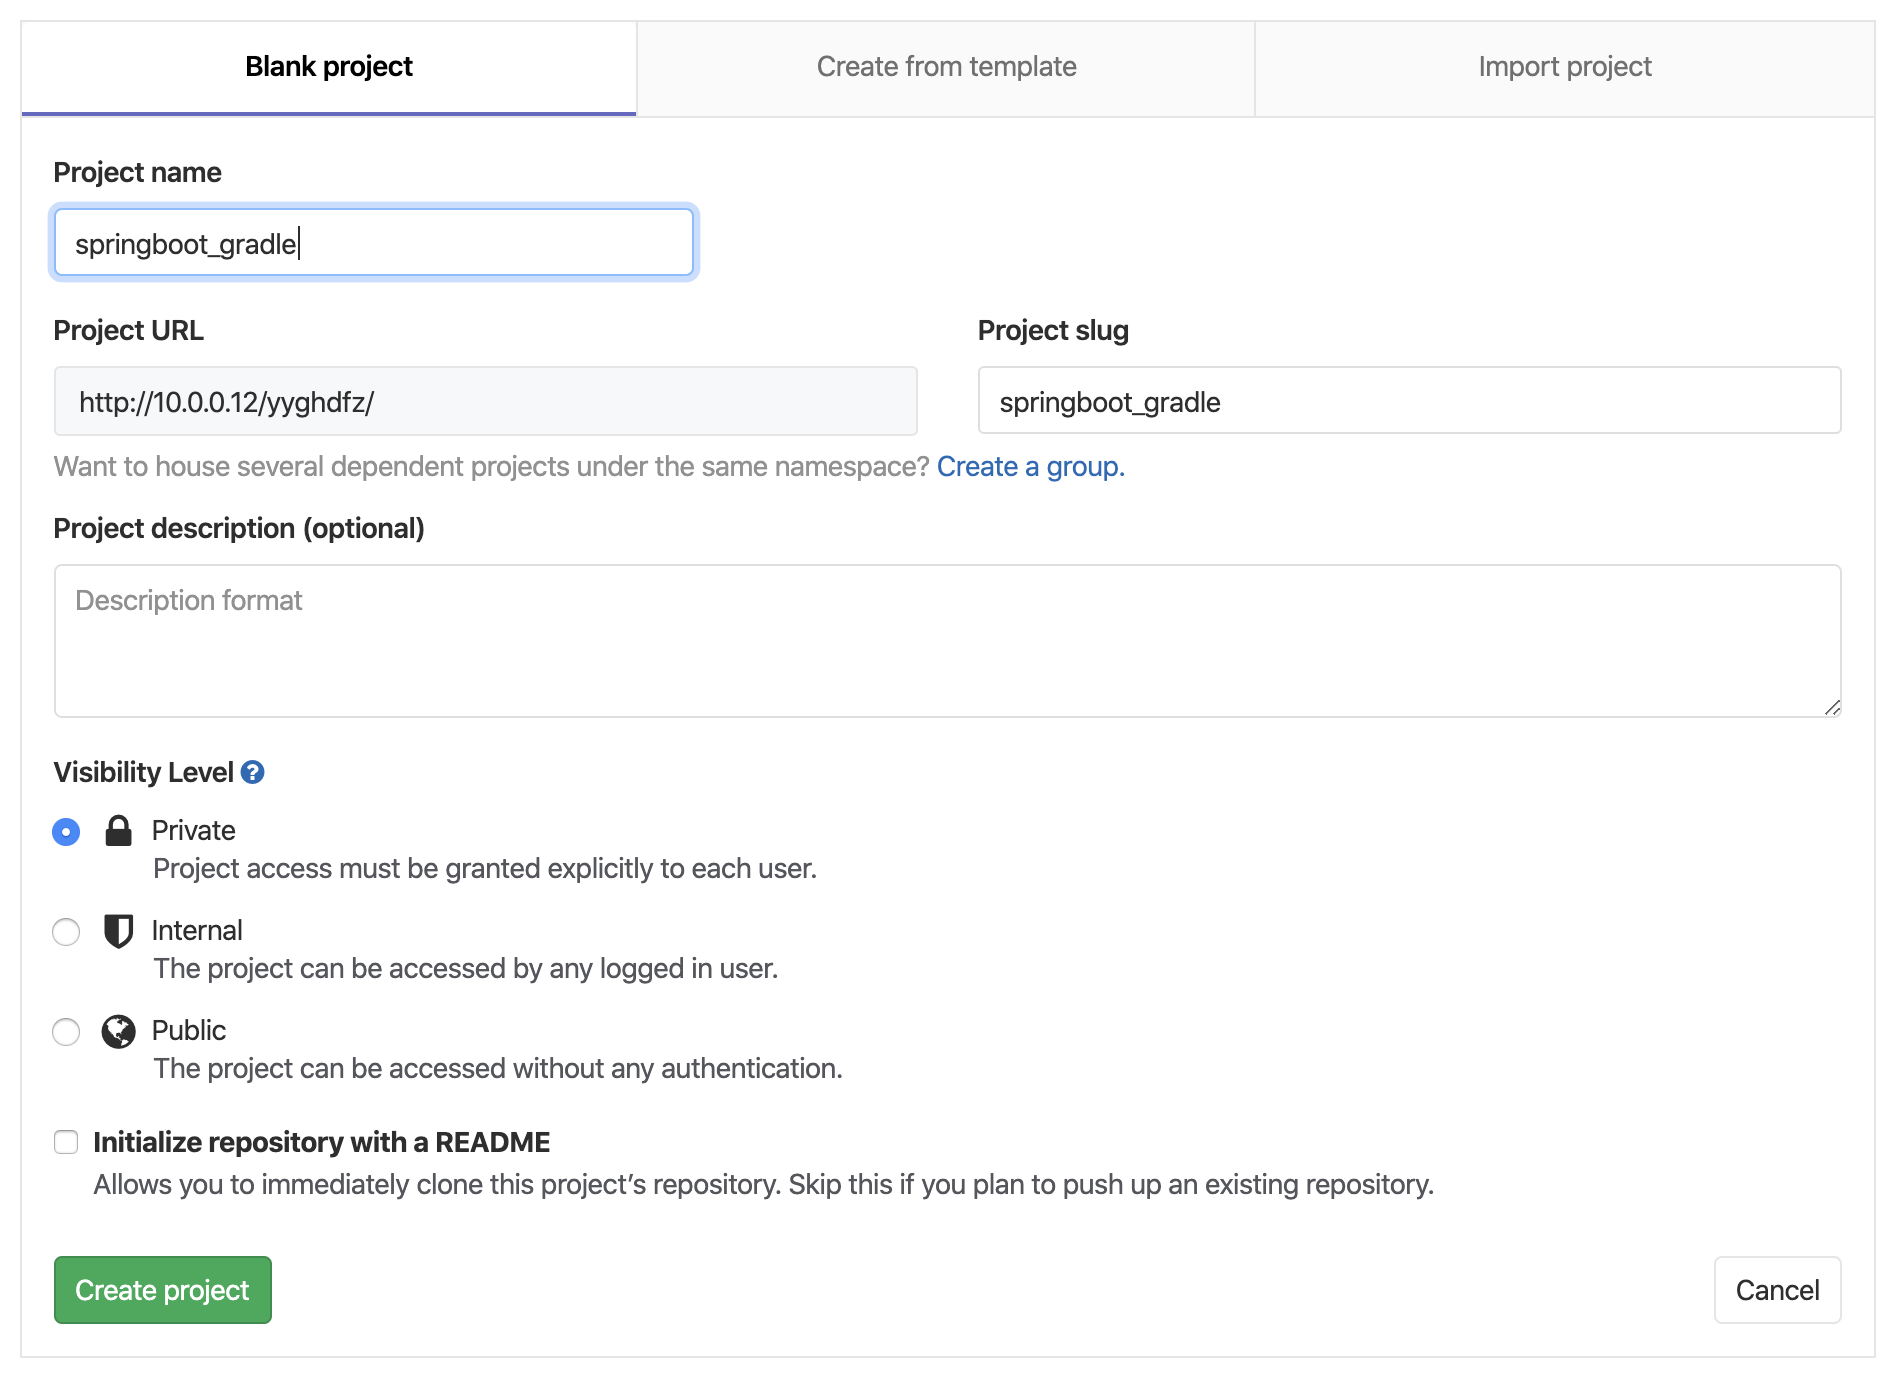 Blank project
Create from template
Import project
Project name
springboot_gradle
Project URL
Project slug
http://10.0.0.12/yyghdfz/
springboot_gradle
Want to house several dependent projects under the same namespace? Create a group.
Project description (optional)
Description format
Visibility Level ?
Private
Project access must be granted explicitly to each user.
Internal
The project can be accessed by any logged in user.
Public
The project can be accessed without any authentication.
Initialize repository with a README
Allows you to immediately clone this project’s repository. Skip this if you plan to push up an existing repository.
Create project
Cancel